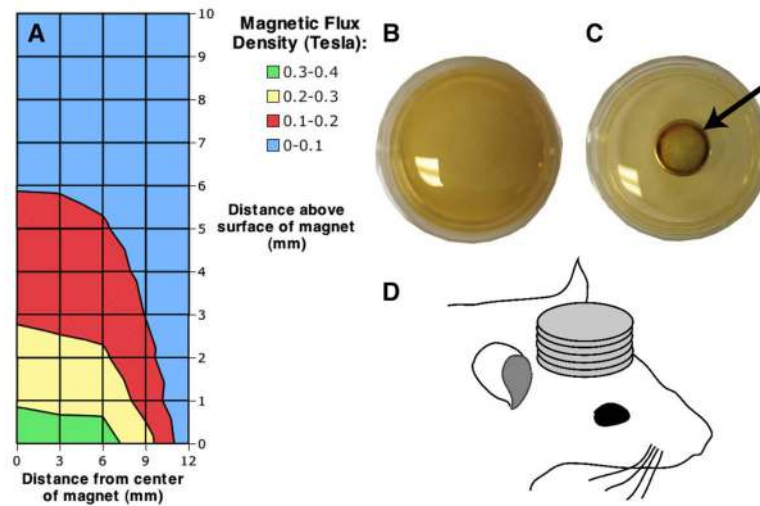 A
Magnetic Flux
Density (Tesla):
0.3-0.4
0.2-0.3
0.1-0.2
0-0.1
10
9
8
7
6
5
4
3
2
1
0
Distance above
surface of magnet
(mm)
0 3 6 9 12
Distance from center
of magnet (mm)
B
C
D